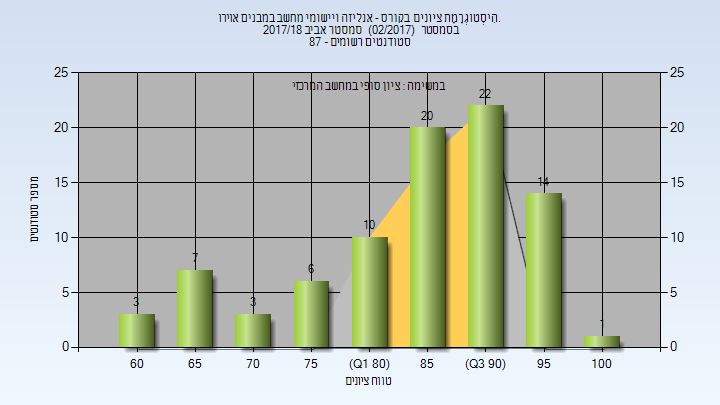 הִיסְטוֹגְרָמַת ציונים בקורס - אנליזה ויישומי מחשב במבנים אוירו.
בסמסטר (02/2017) סמסטר אביב 2017/18
סטודנטים רשומים - 87
במשימה : ציון סופי במחשב המרכזי
מספר סטודנטים
25 25
20 20
15 15
10 10
5 5
0 0
3 7 3 6 10 20 22 14 1
60 65 70 75 (Q1 80) 85 (Q3 90) 95 100
טווח ציונים